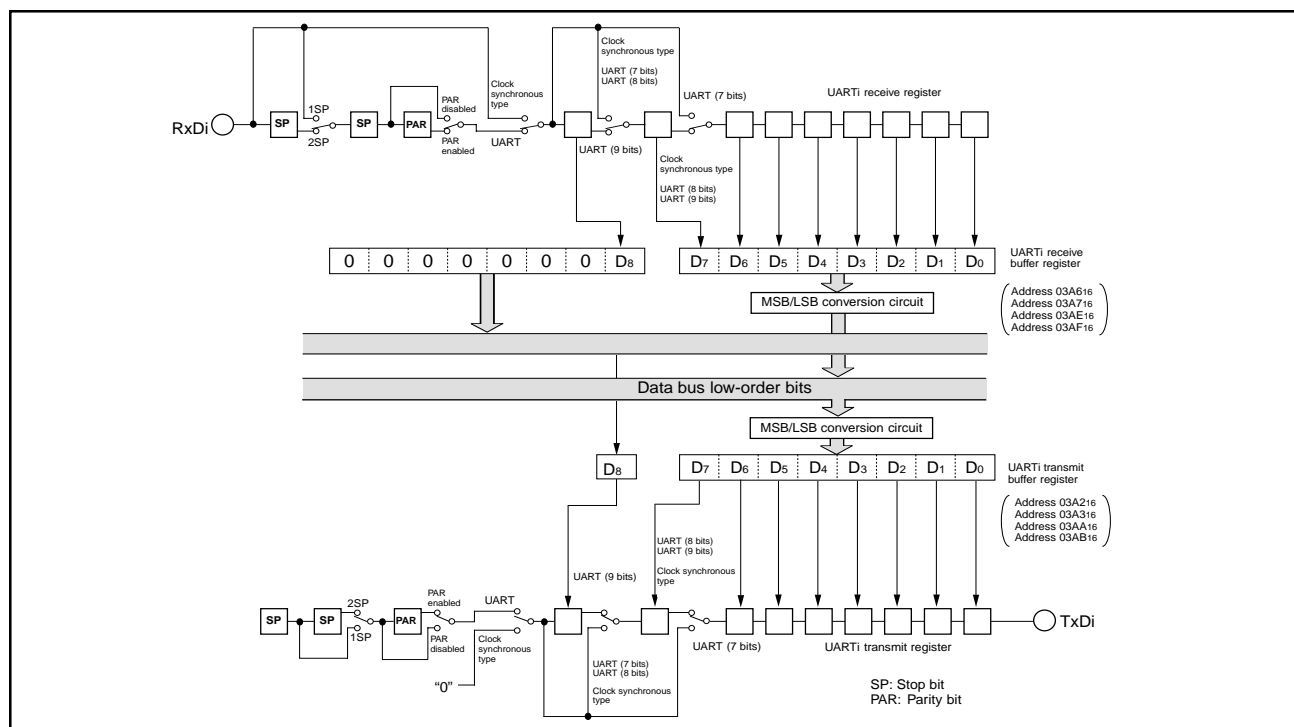 Clock
synchronous type
UART (7 bits)
UART (8 bits)
1SP
PAR
disabled
Clock
synchronous
type
UART (7 bits)
UARTi receive register
RxDi
SP
SP
PAR
2SP
PAR
enabled
UART
UART (9 bits)
Clock
synchronous type
UART (8 bits)
UART (9 bits)
0 0 0 0 0 0 0 D8
D7 D6 D5 D4 D3 D2 D1 D0
UARTi receive
buffer register
MSB/LSB conversion circuit
Address 03A616
Address 03A716
Address 03AE16
Address 03AF16
Data bus low-order bits
MSB/LSB conversion circuit
D8
D7 D6 D5 D4 D3 D2 D1 D0
UARTi transmit
buffer register
Address 03A216
Address 03A316
Address 03AA16
Address 03AB16
UART (8 bits)
UART (9 bits)
Clock synchronous
type
UART (9 bits)
PAR
enabled
2SP
UART
SP
SP
PAR
1SP
PAR
disabled
Clock
synchronous
type
"0"
UART (7 bits)
UART (8 bits)
Clock synchronous
type
UART (7 bits)
UARTi transmit register
TxDi
SP: Stop bit
PAR: Parity bit